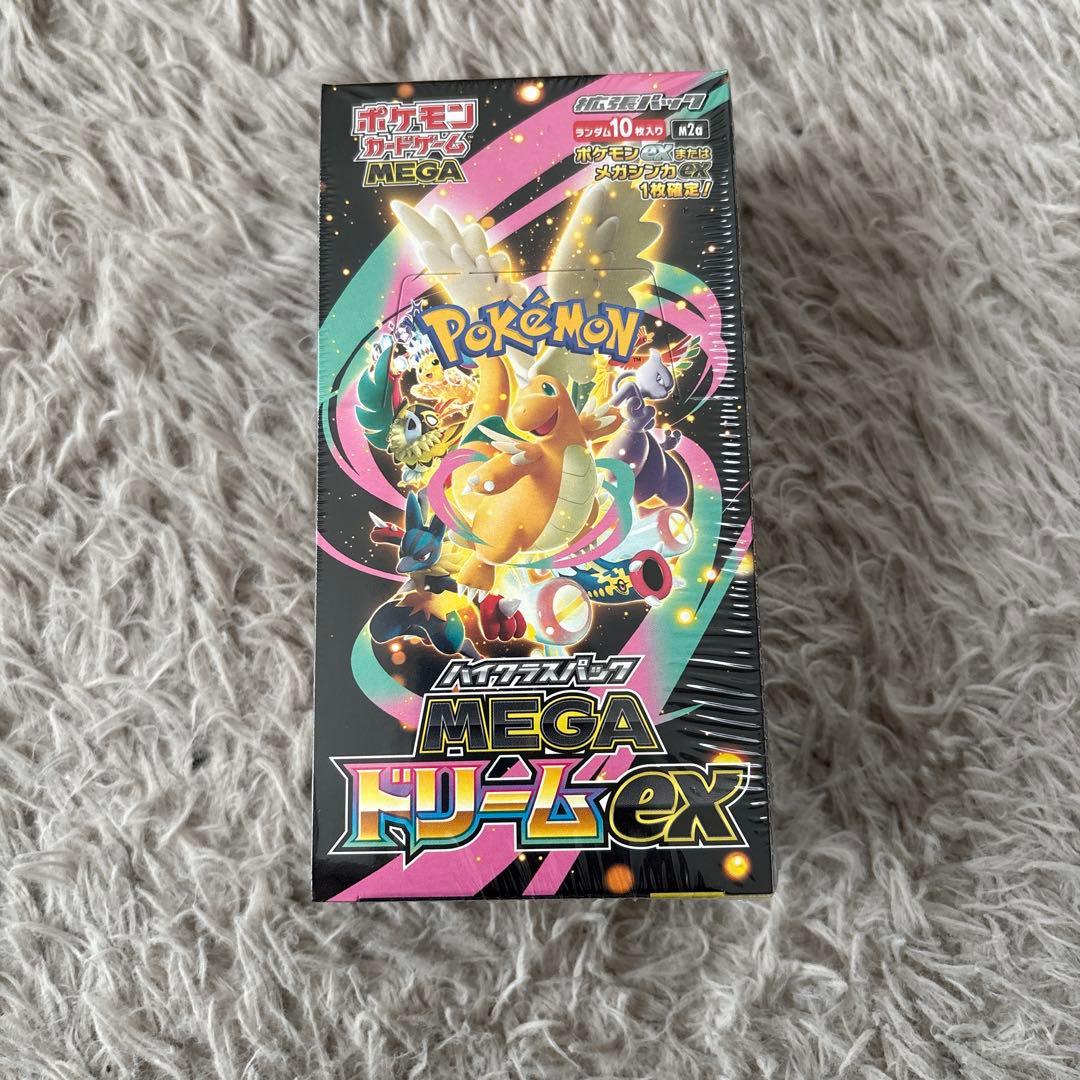 ポケモン
カードゲーム
MEGA
拡張パック
ランダム10枚入り M2a
ポケモンexまたは
メガシンカex
1枚確定!
POKéMON
TM
ハイクラスパック
MEGA
ドリームex